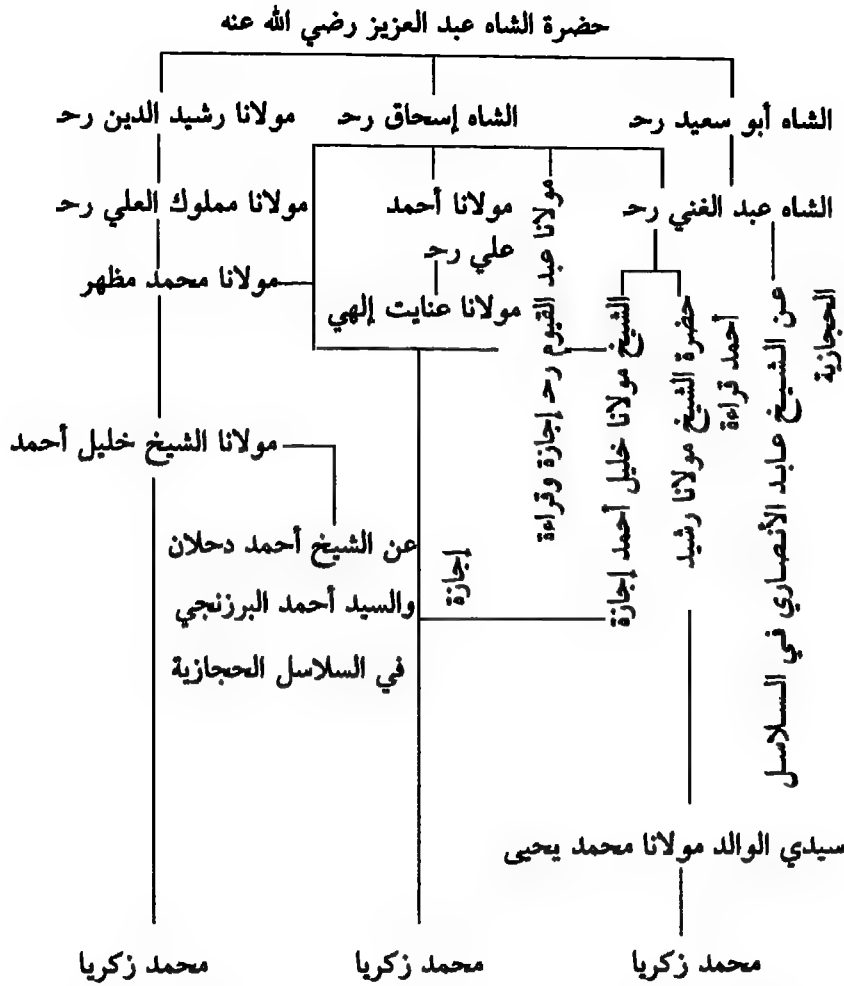 حضرة الشاه عبد العزيز رضي الله عنه
الشاه أبو سعيد رحـ
الشاه إسحاق رحـ
مولانا رشيد الدين رحـ
الشاه عبد الغني رحـ
مولانا عبد القيوم رحـ إجازة وقراءة
مولانا أحمد
علي رحـ
مولانا مملوك العلي رحـ
مولانا عنايت إلهي
مولانا محمد مظهر
عن الشيخ عابد الأنصاري في السلاسل
الحجازية
حضرة الشيخ مولانا رشيد
أحمد قراءة
الشيخ مولانا خليل أحمد إجازة
مولانا الشيخ خليل أحمد
إجازة
عن الشيخ أحمد دحلان
والسيد أحمد البرزنجي
في السلاسل الحجازية
سيدي الوالد مولانا محمد يحيى
محمد زكريا
محمد زكريا
محمد زكريا